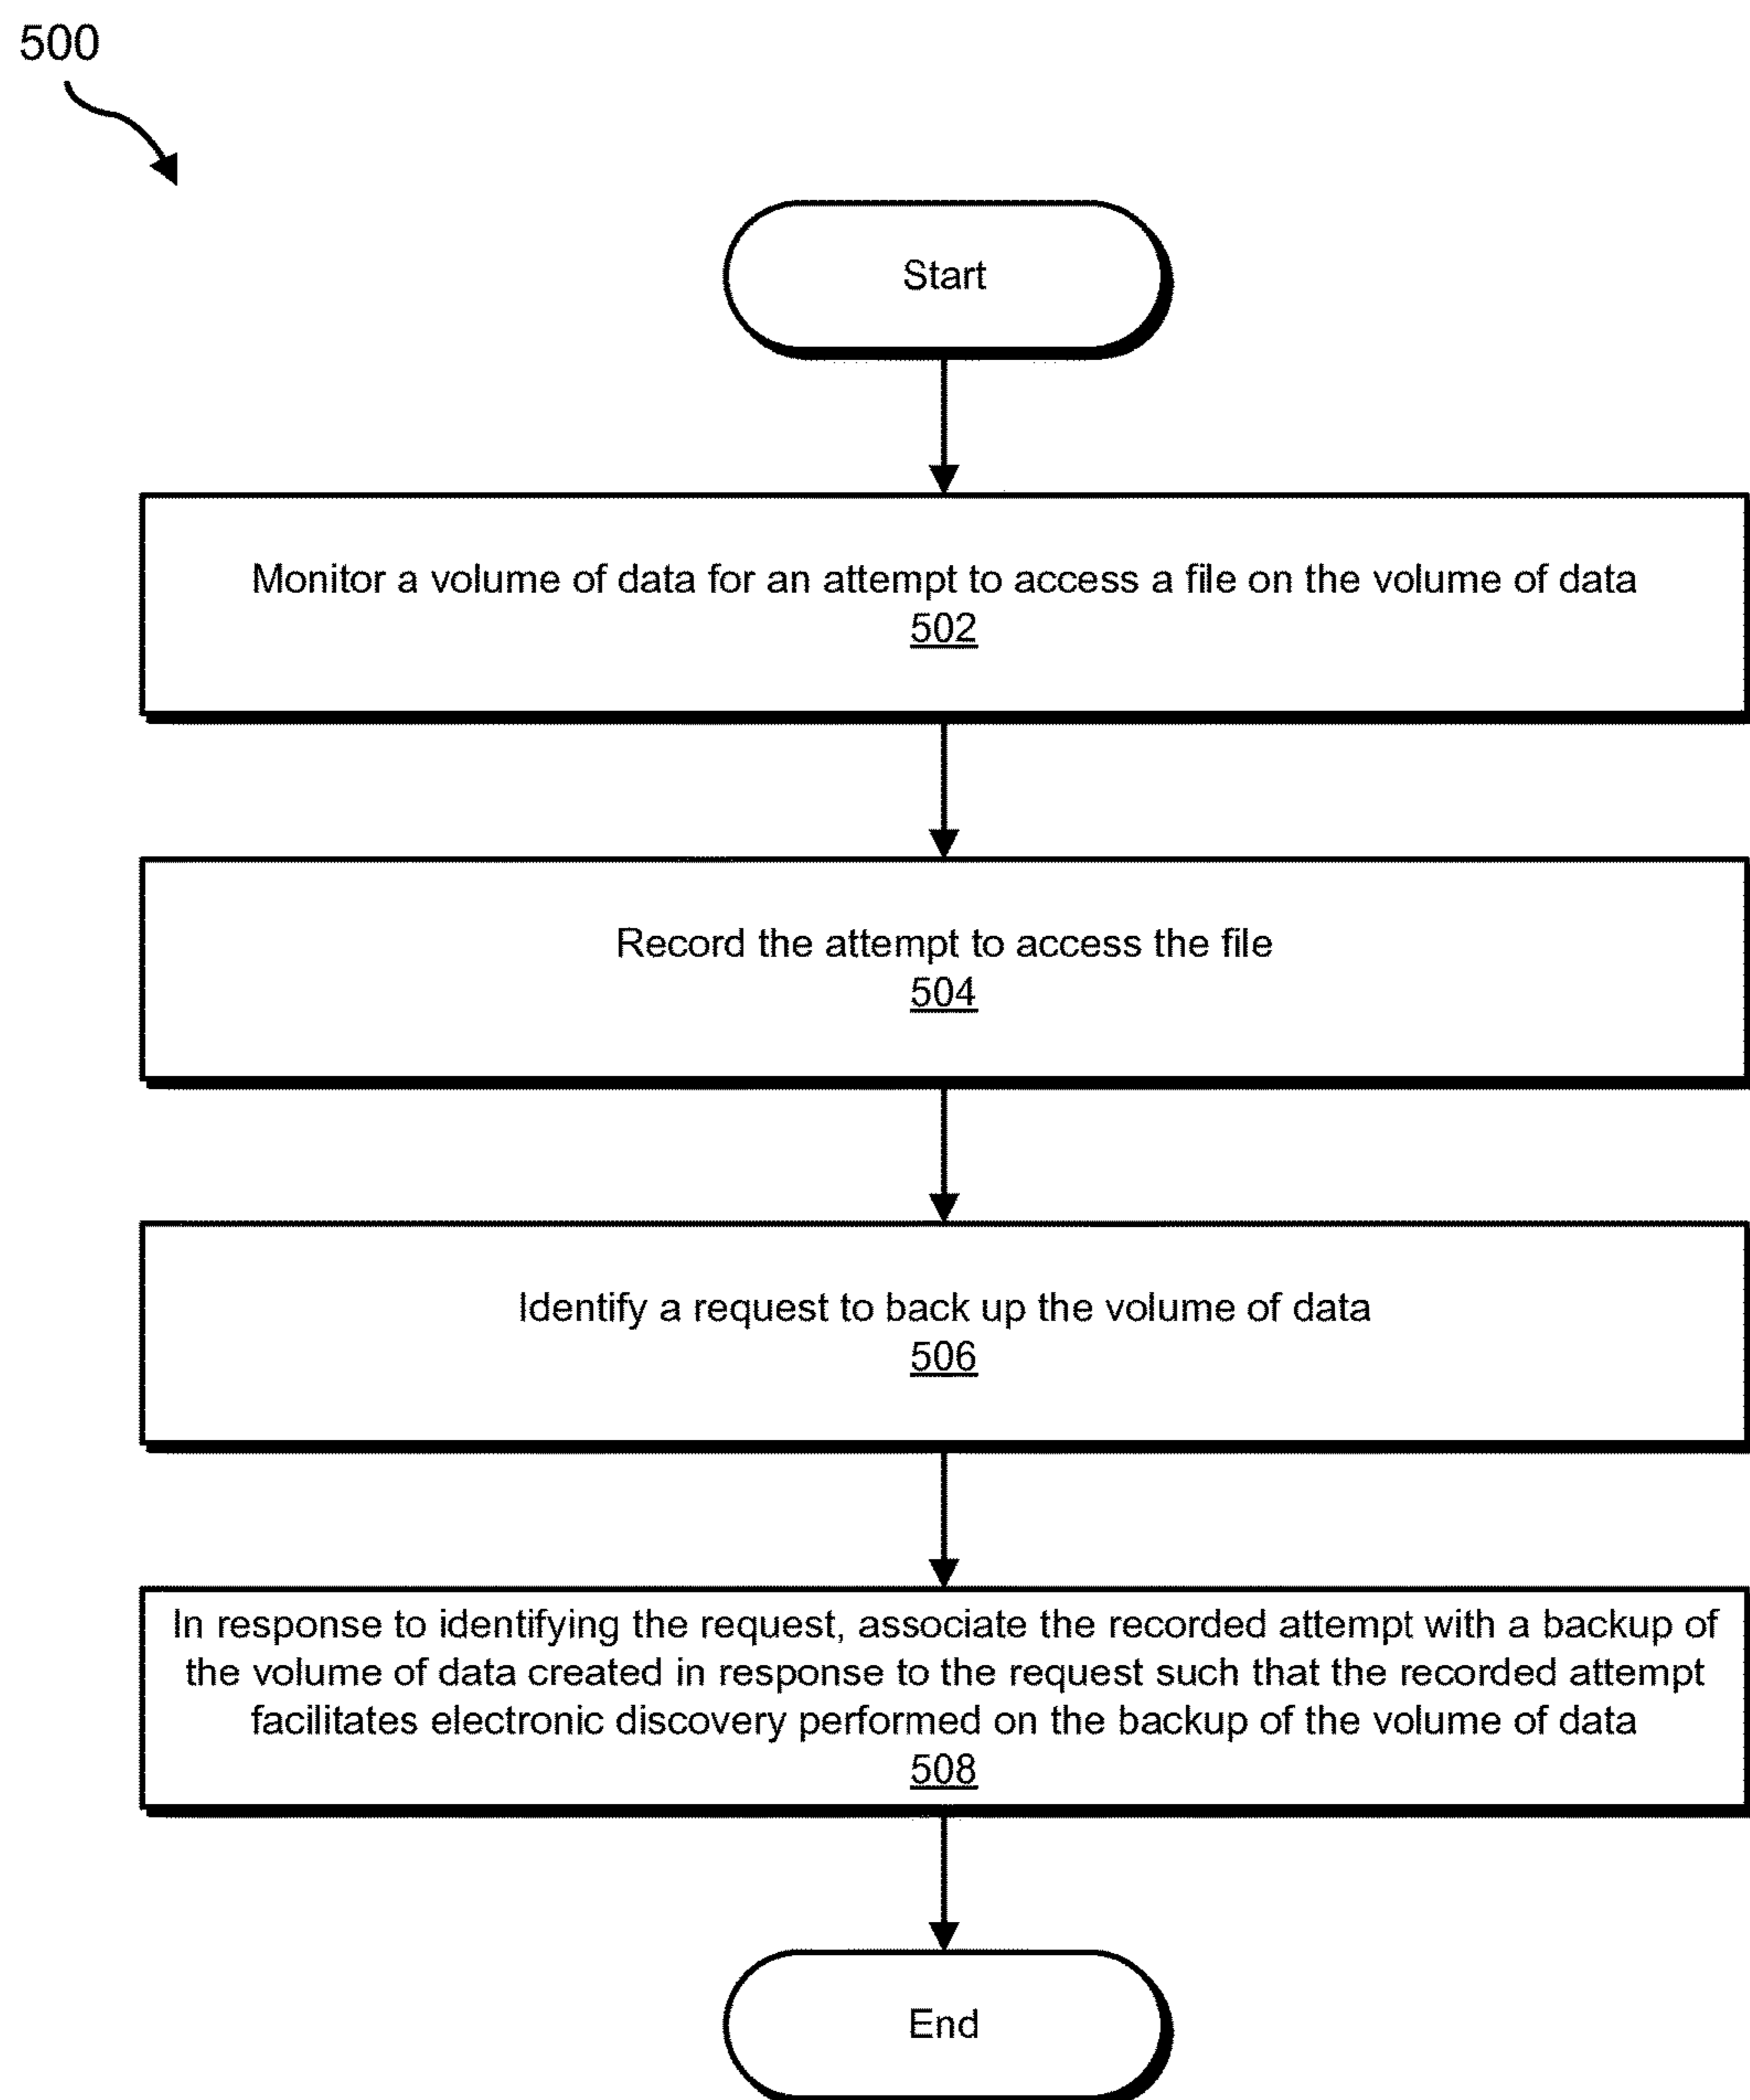 500
Start
Monitor a volume of data for an attempt to access a file on the volume of data
502
Record the attempt to access the file
504
Identify a request to back up the volume of data
506
In response to identifying the request, associate the recorded attempt with a backup of
the volume of data created in response to the request such that the recorded attempt
facilitates electronic discovery performed on the backup of the volume of data
508
End